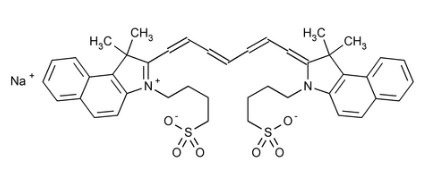 H₃C CH₃ H₃C CH₃
Na⁺ N⁺ N
O⁻ O⁻
S S
O O O O